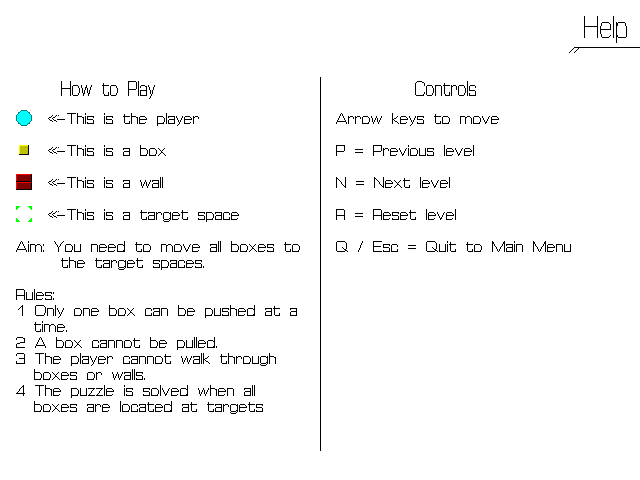 Help
How to Play
<<-This is the player
<<-This is a box
<<-This is a wall
<<-This is a target space
Aim: You need to move all boxes to
the target spaces.
Rules:
1 Only one box can be pushed at a
time.
2 A box cannot be pulled.
3 The player cannot walk through
boxes or walls.
4 The puzzle is solved when all
boxes are located at targets
Controls
Arrow keys to move
P = Previous level
N = Next level
R = Reset level
Q / Esc = Quit to Main Menu